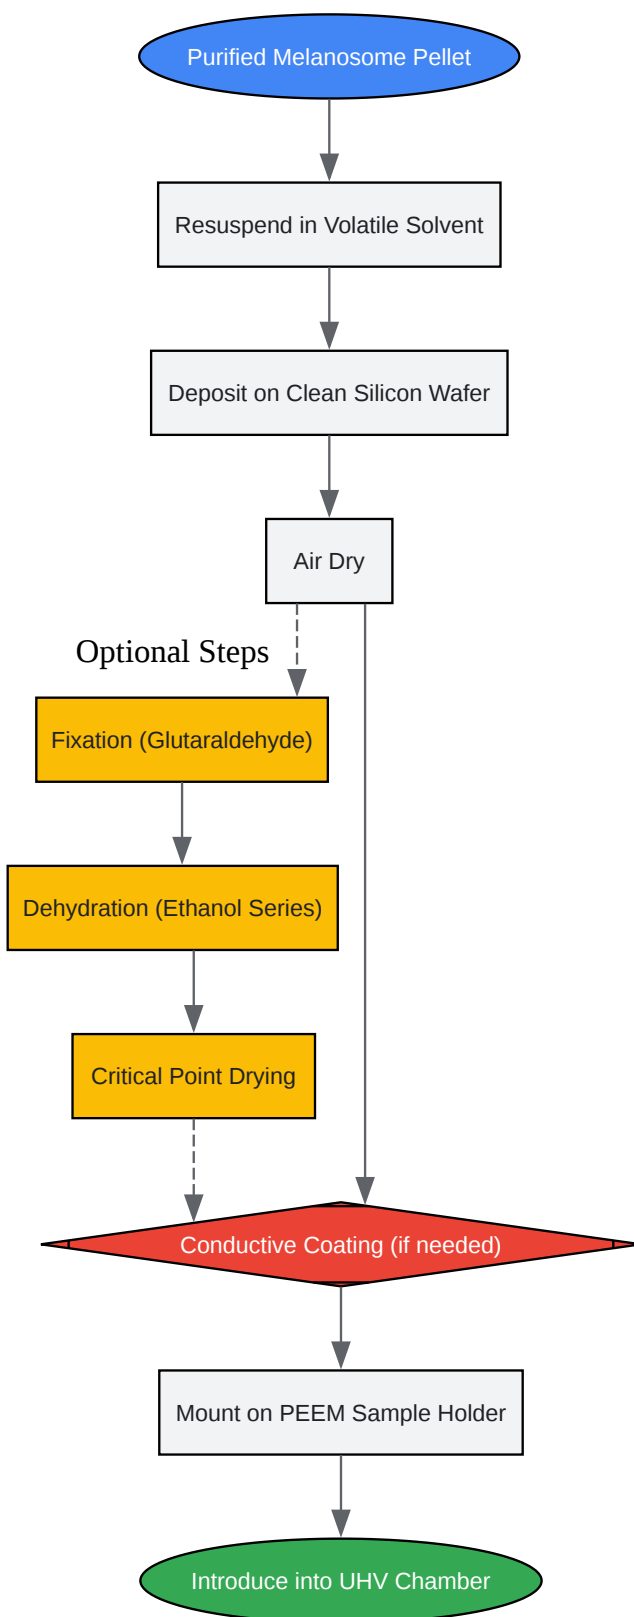 Purified Melanosome Pellet
Resuspend in Volatile Solvent
Deposit on Clean Silicon Wafer
Air Dry
Optional Steps
Fixation (Glutaraldehyde)
Dehydration (Ethanol Series)
Critical Point Drying
Conductive Coating (if needed)
Mount on PEEM Sample Holder
Introduce into UHV Chamber